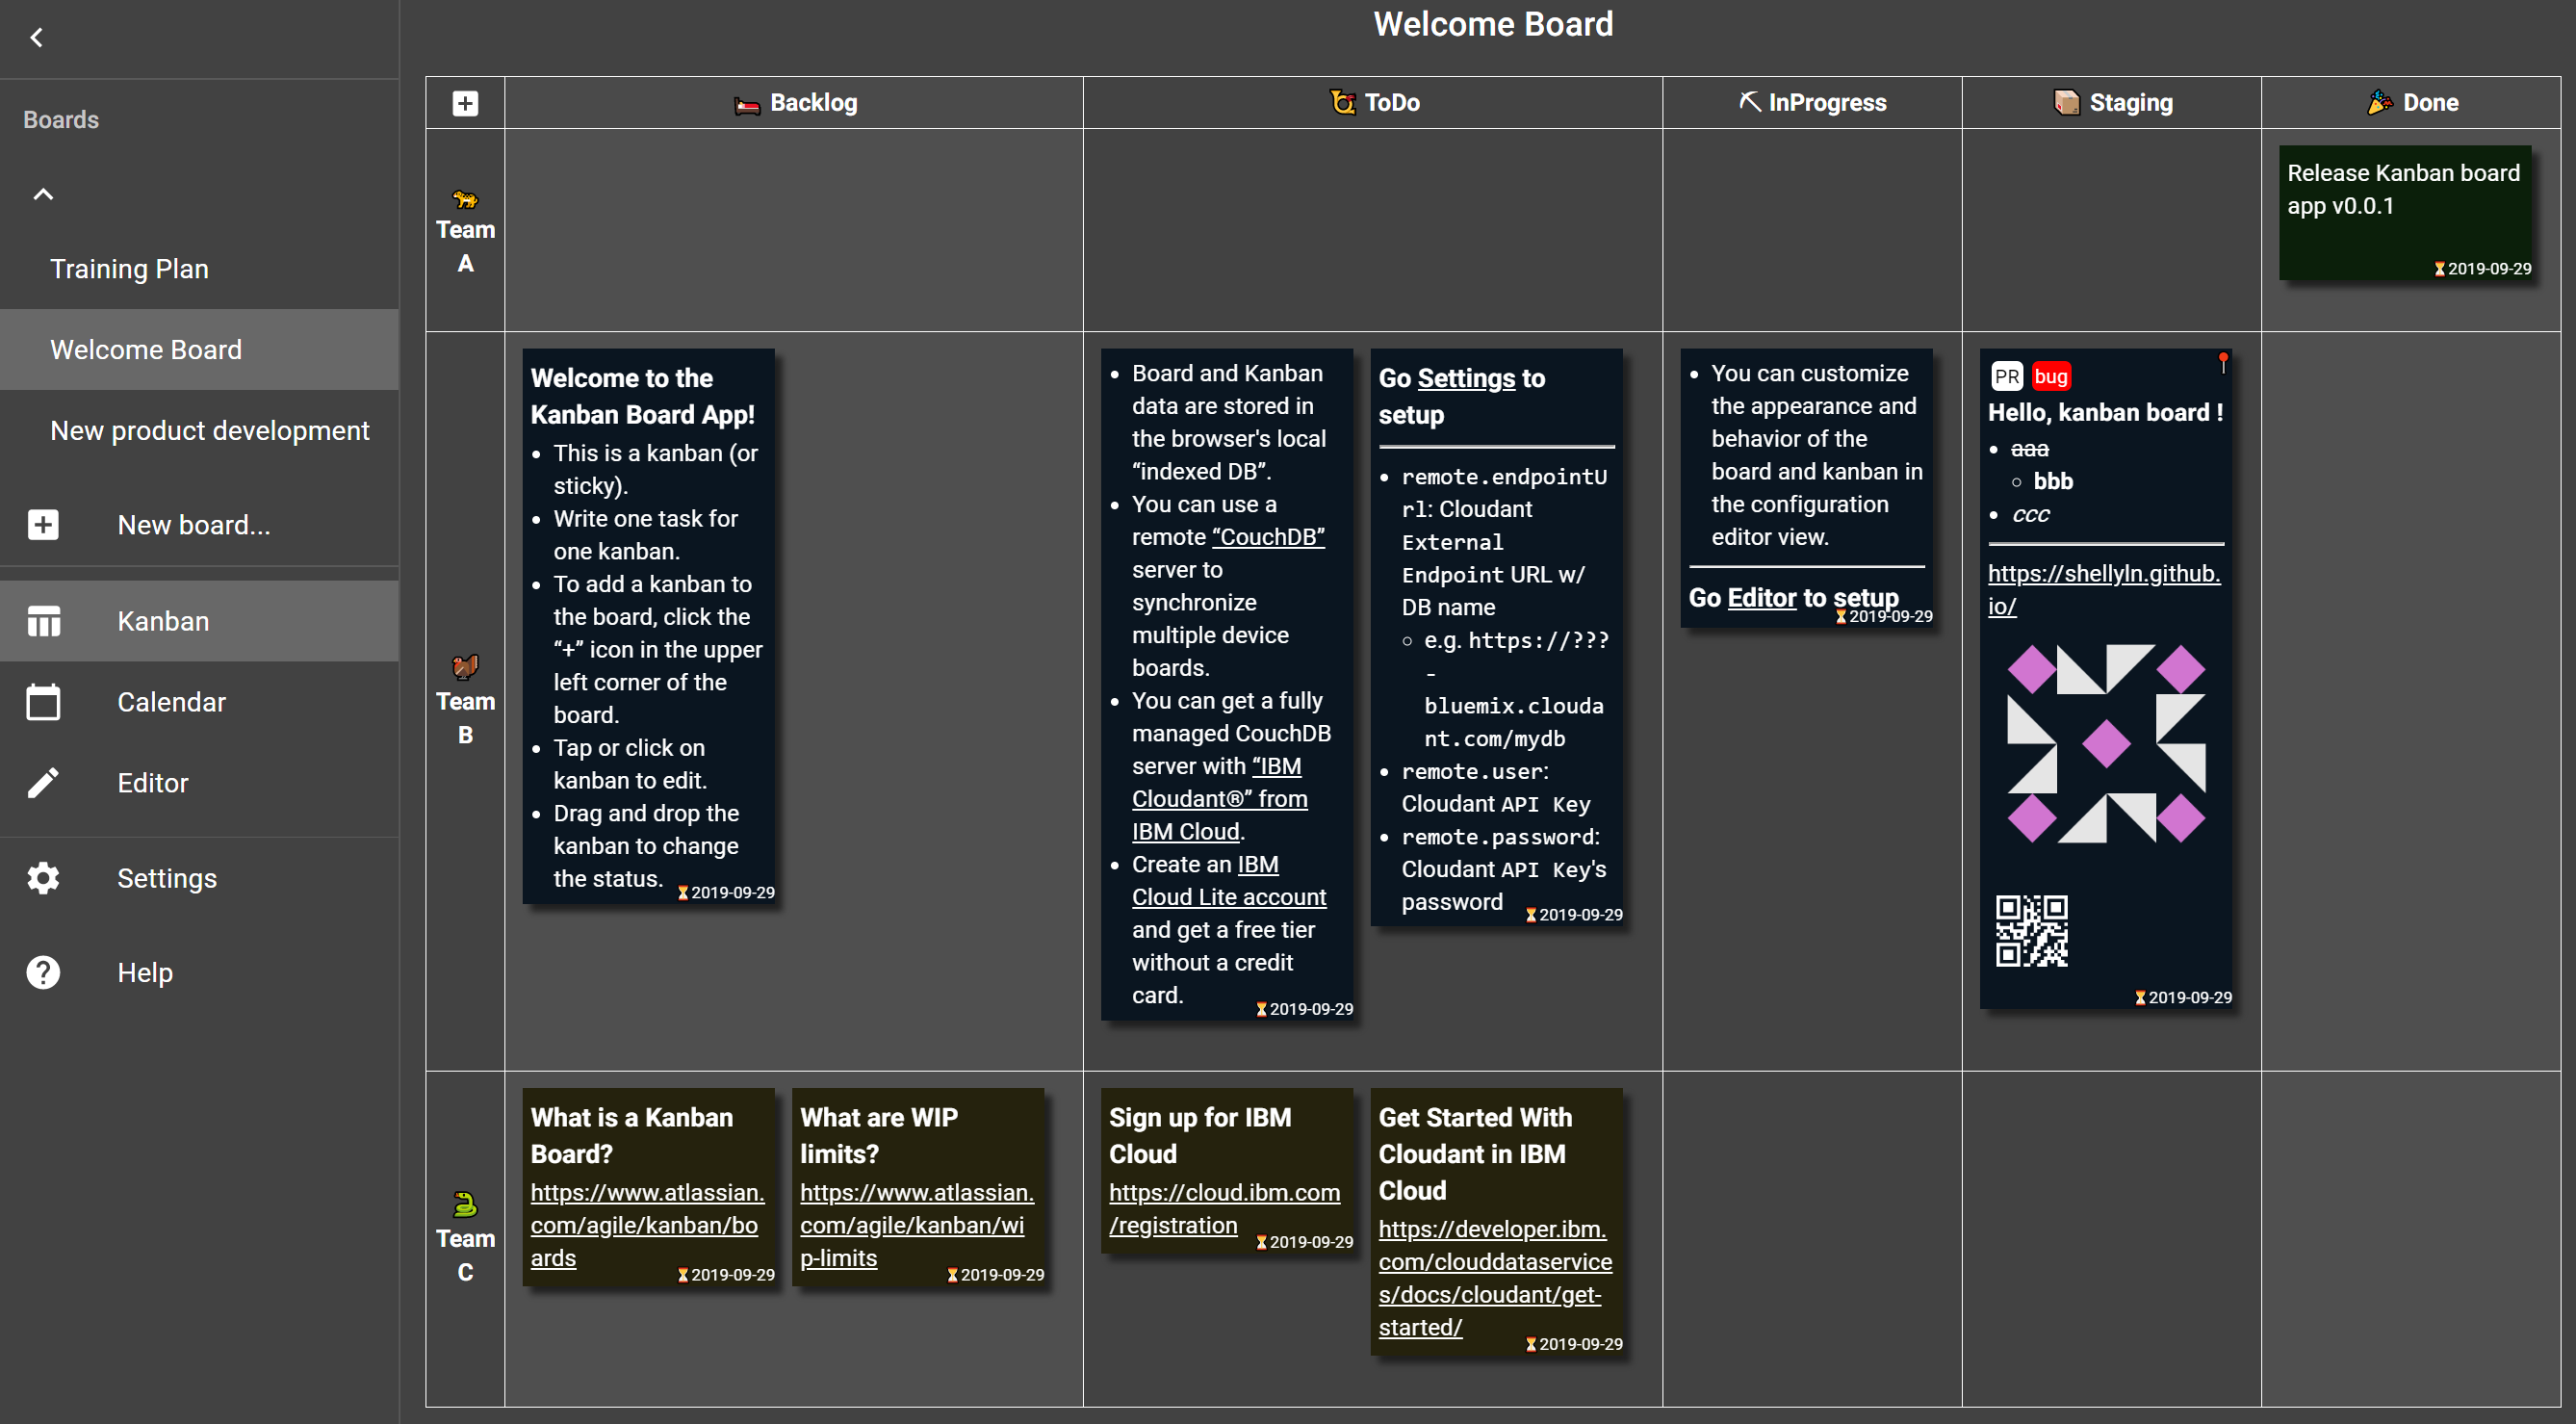 Welcome Board
Boards
Training Plan
Welcome Board
New product development
New board...
Kanban
Calendar
Editor
Settings
Help
Backlog
ToDo
InProgress
Staging
Done
Team
A
Release Kanban board
app v0.0.1
2019-09-29
Team
B
Welcome to the
Kanban Board App!
This is a kanban (or
sticky).
Write one task for
one kanban.
To add a kanban to
the board, click the
“+” icon in the upper
left corner of the
board.
Tap or click on
kanban to edit.
Drag and drop the
kanban to change
the status.
2019-09-29
Board and Kanban
data are stored in
the browser's local
“indexed DB”.
You can use a
remote “CouchDB”
server to
synchronize
multiple device
boards.
You can get a fully
managed CouchDB
server with “IBM
Cloudant®” from
IBM Cloud.
Create an IBM
Cloud Lite account
and get a free tier
without a credit
card.
2019-09-29
Go Settings to
setup
remote.endpointU
rl: Cloudant
External
Endpoint URL w/
DB name
e.g. https://???
-
bluemix.clouda
nt.com/mydb
remote.user:
Cloudant API Key
remote.password:
Cloudant API Key's
password
2019-09-29
You can customize
the appearance and
behavior of the
board and kanban in
the configuration
editor view.
Go Editor to setup
2019-09-29
PR bug
Hello, kanban board !
aaa
bbb
ccc
https://shellyln.github.
io/
2019-09-29
Team
C
What is a Kanban
Board?
https://www.atlassian.
com/agile/kanban/bo
ards
2019-09-29
What are WIP
limits?
https://www.atlassian.
com/agile/kanban/wi
p-limits
2019-09-29
Sign up for IBM
Cloud
https://cloud.ibm.com
/registration
2019-09-29
Get Started With
Cloudant in IBM
Cloud
https://developer.ibm.
com/clouddataservice
s/docs/cloudant/get-
started/
2019-09-29